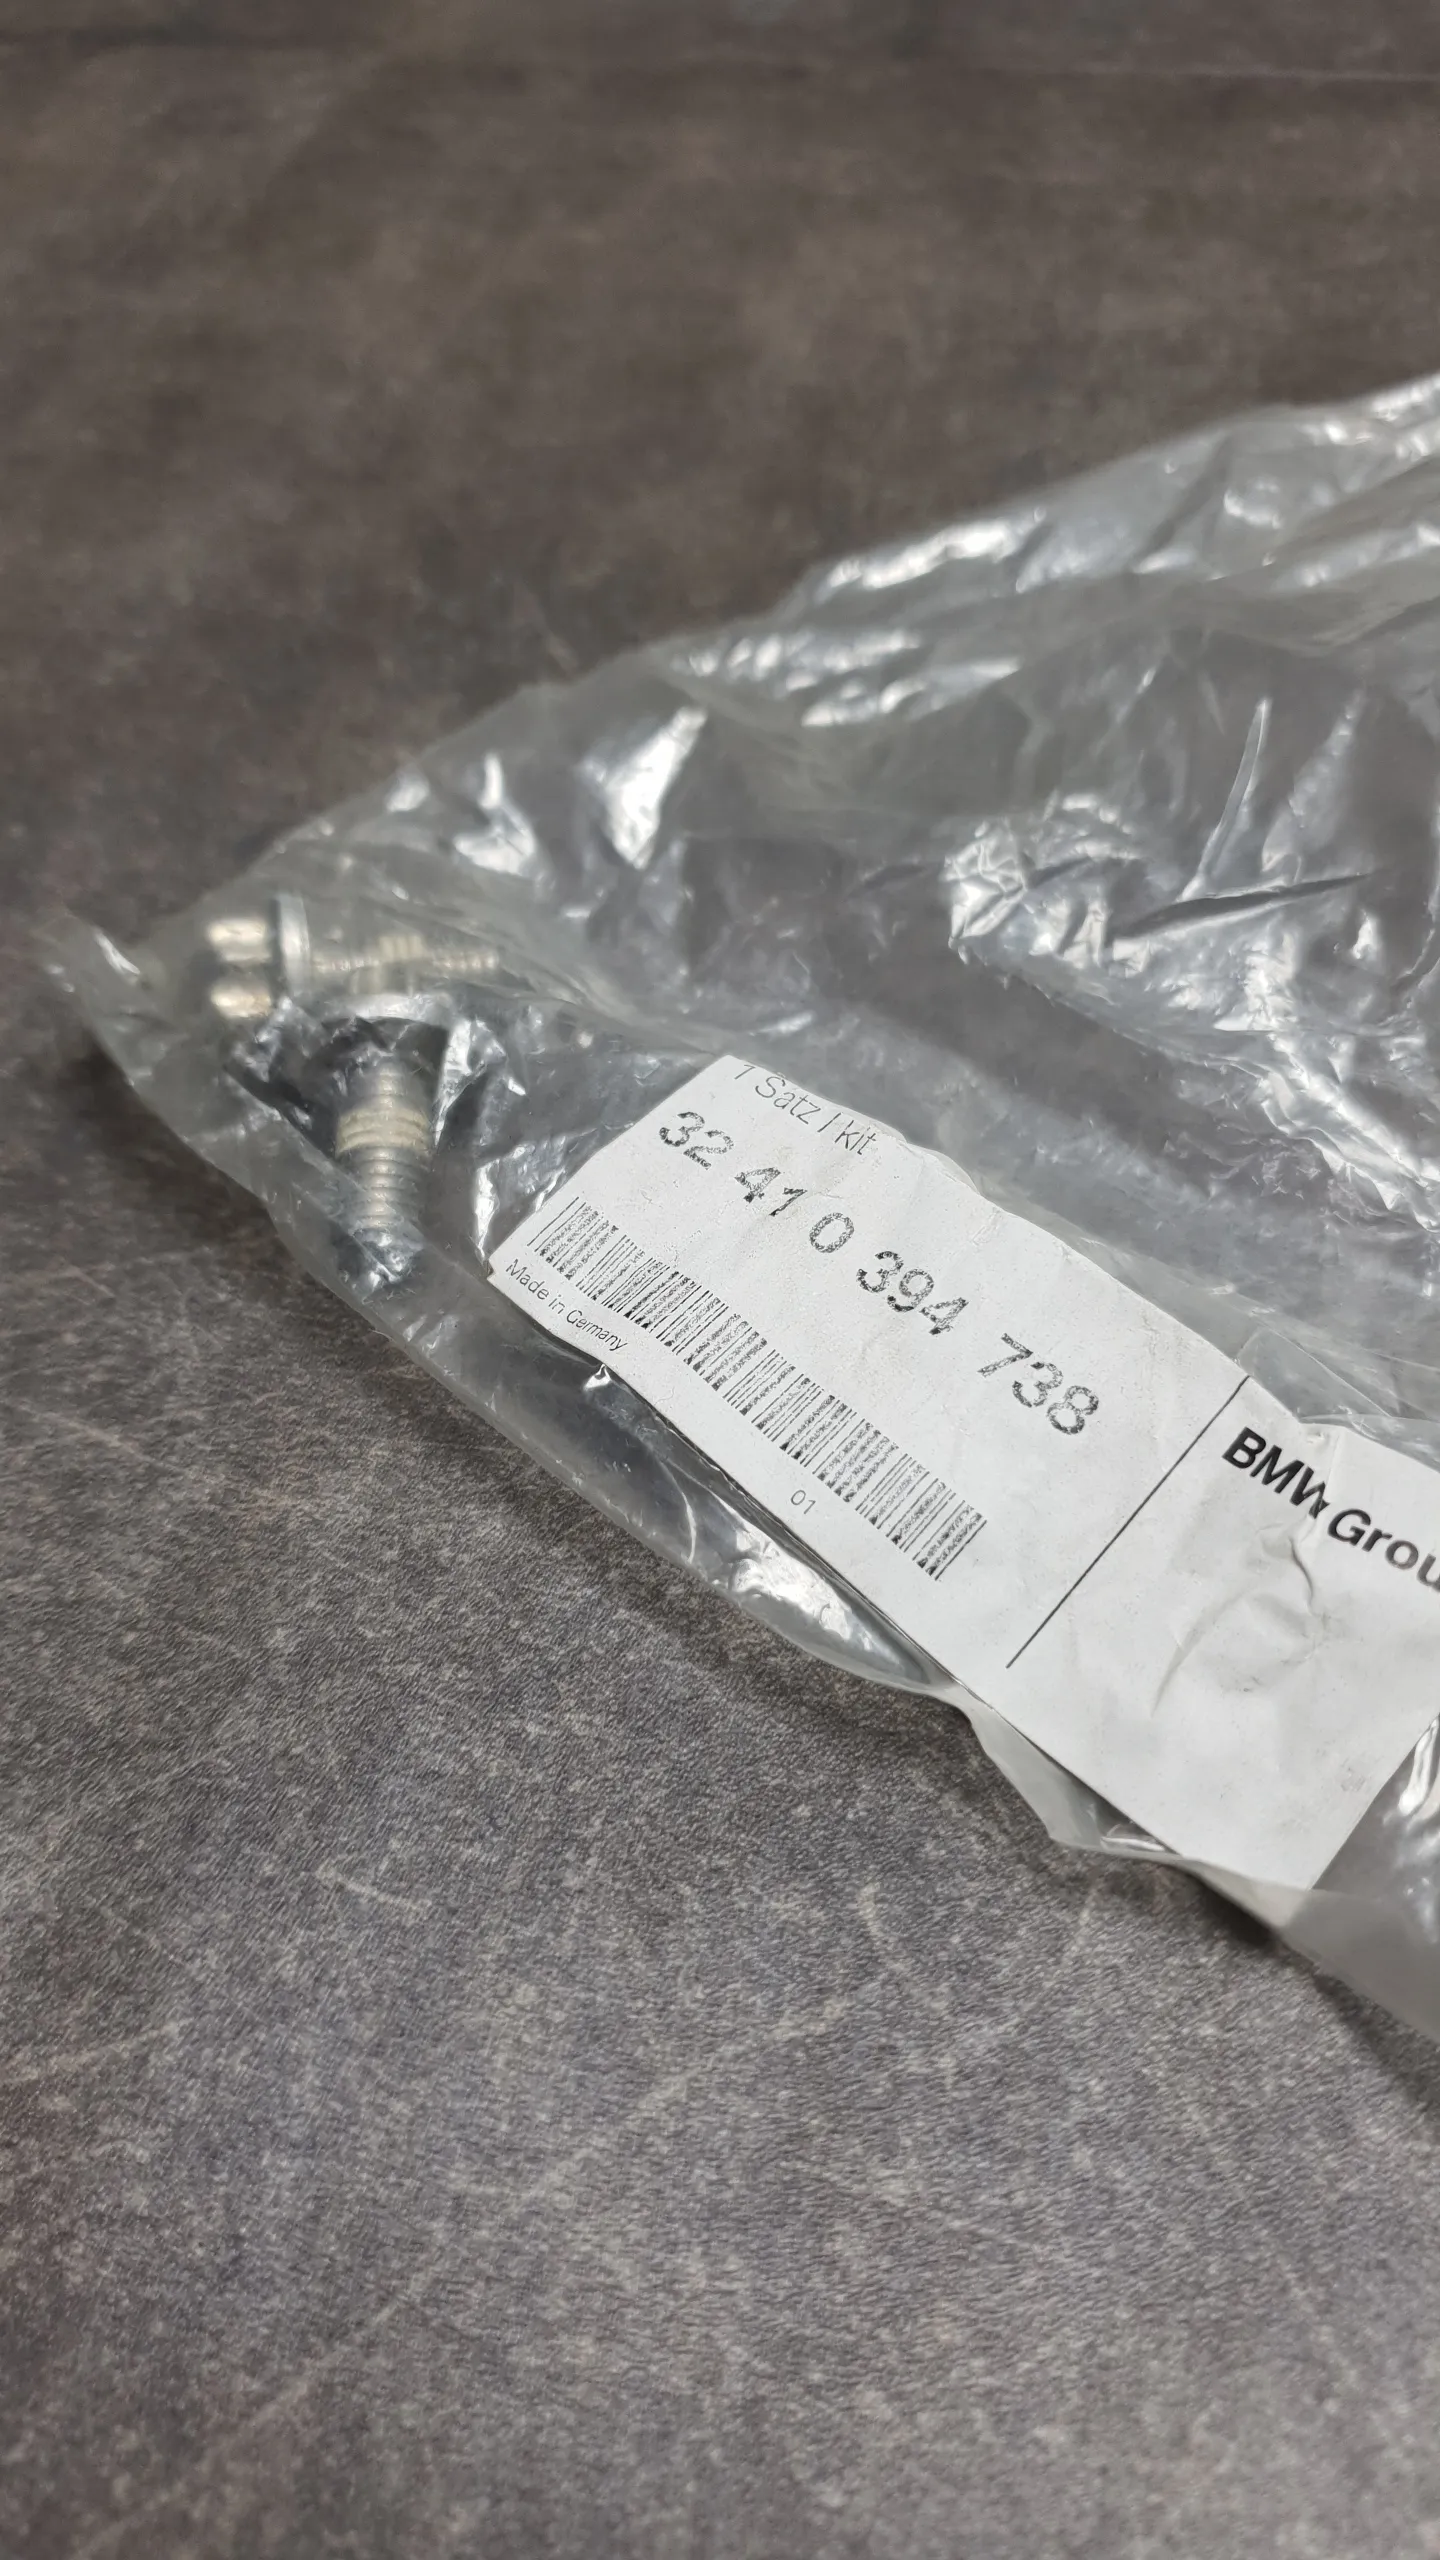 1 Satz / kit
32 41 0 394 738
Made in Germany
01
BMW Grou